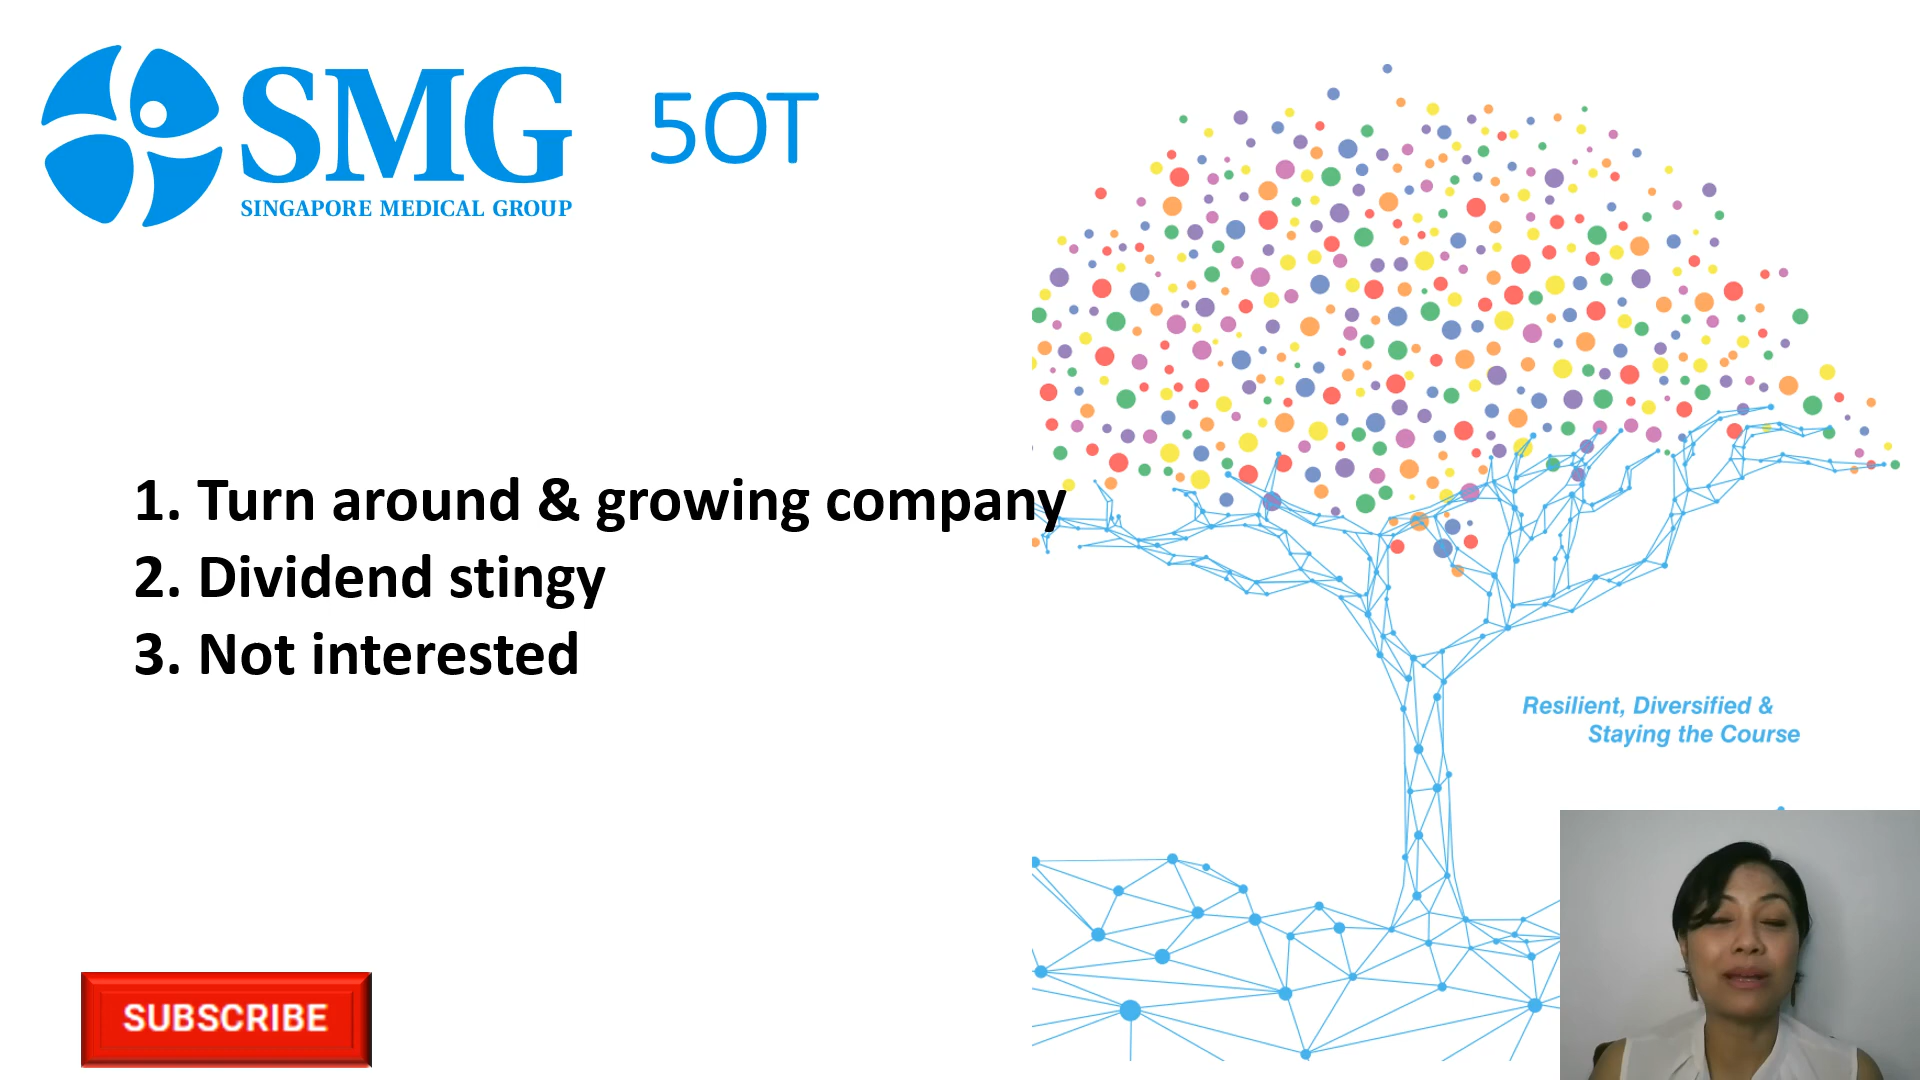 SMG
SINGAPORE MEDICAL GROUP
5OT
1. Turn around & growing company
2. Dividend stingy
3. Not interested
Resilient, Diversified &
Staying the Course
SUBSCRIBE